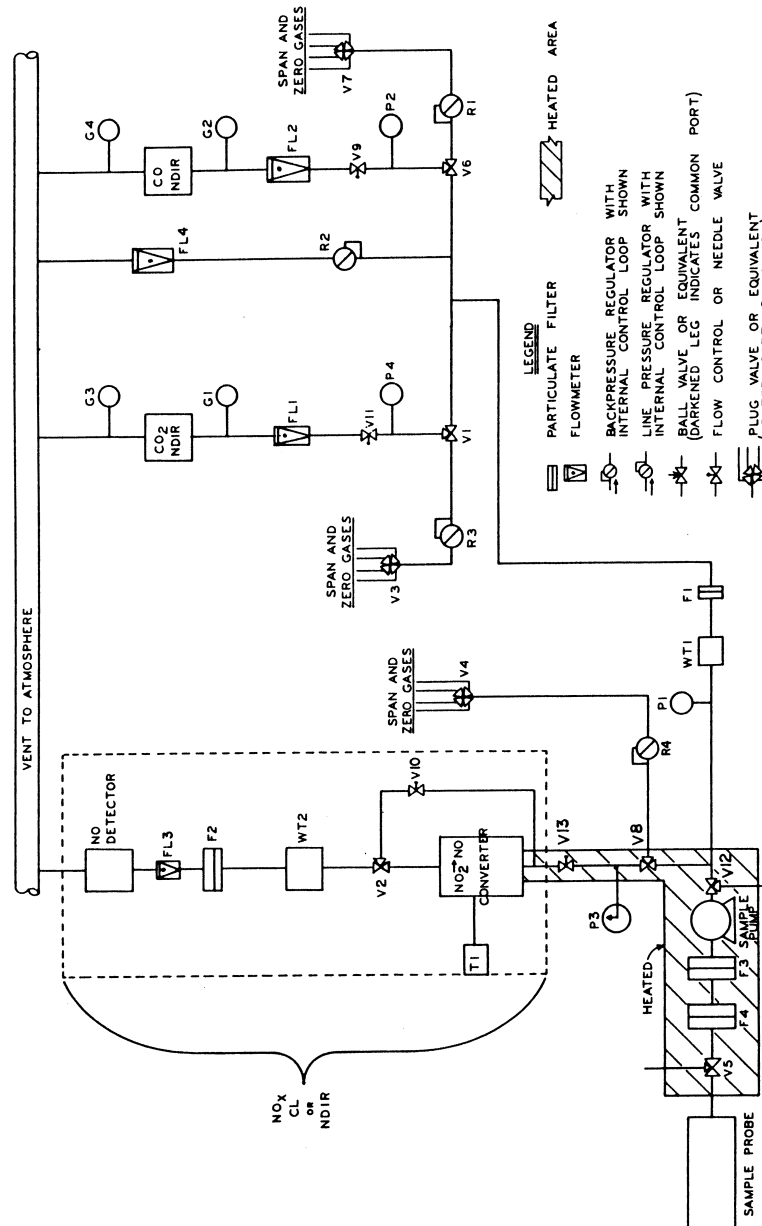 VENT TO ATMOSPHERE
G4
CO
NDIR
G2
FL2
V9
P2
V6
R1
V7
SPAN AND
ZERO GASES
FL4
R2
G3
CO2
NDIR
G1
FL1
V11
P4
V1
R3
V3
SPAN AND
ZERO GASES
NO
DETECTOR
FL3
F2
WT2
V2
V10
NO2→NO
CONVERTER
T1
NOX
CL
OR
NDIR
SPAN AND
ZERO GASES
V4
R4
V13
V8
P3
HEATED
V12
SAMPLE
PUMP
F3
F4
V5
SAMPLE PROBE
P1
WT1
F1
LEGEND
PARTICULATE FILTER
FLOWMETER
BACKPRESSURE REGULATOR WITH
INTERNAL CONTROL LOOP SHOWN
LINE PRESSURE REGULATOR WITH
INTERNAL CONTROL LOOP SHOWN
BALL VALVE OR EQUIVALENT
(DARKENED LEG INDICATES COMMON PORT)
FLOW CONTROL OR NEEDLE VALVE
PLUG VALVE OR EQUIVALENT
HEATED AREA